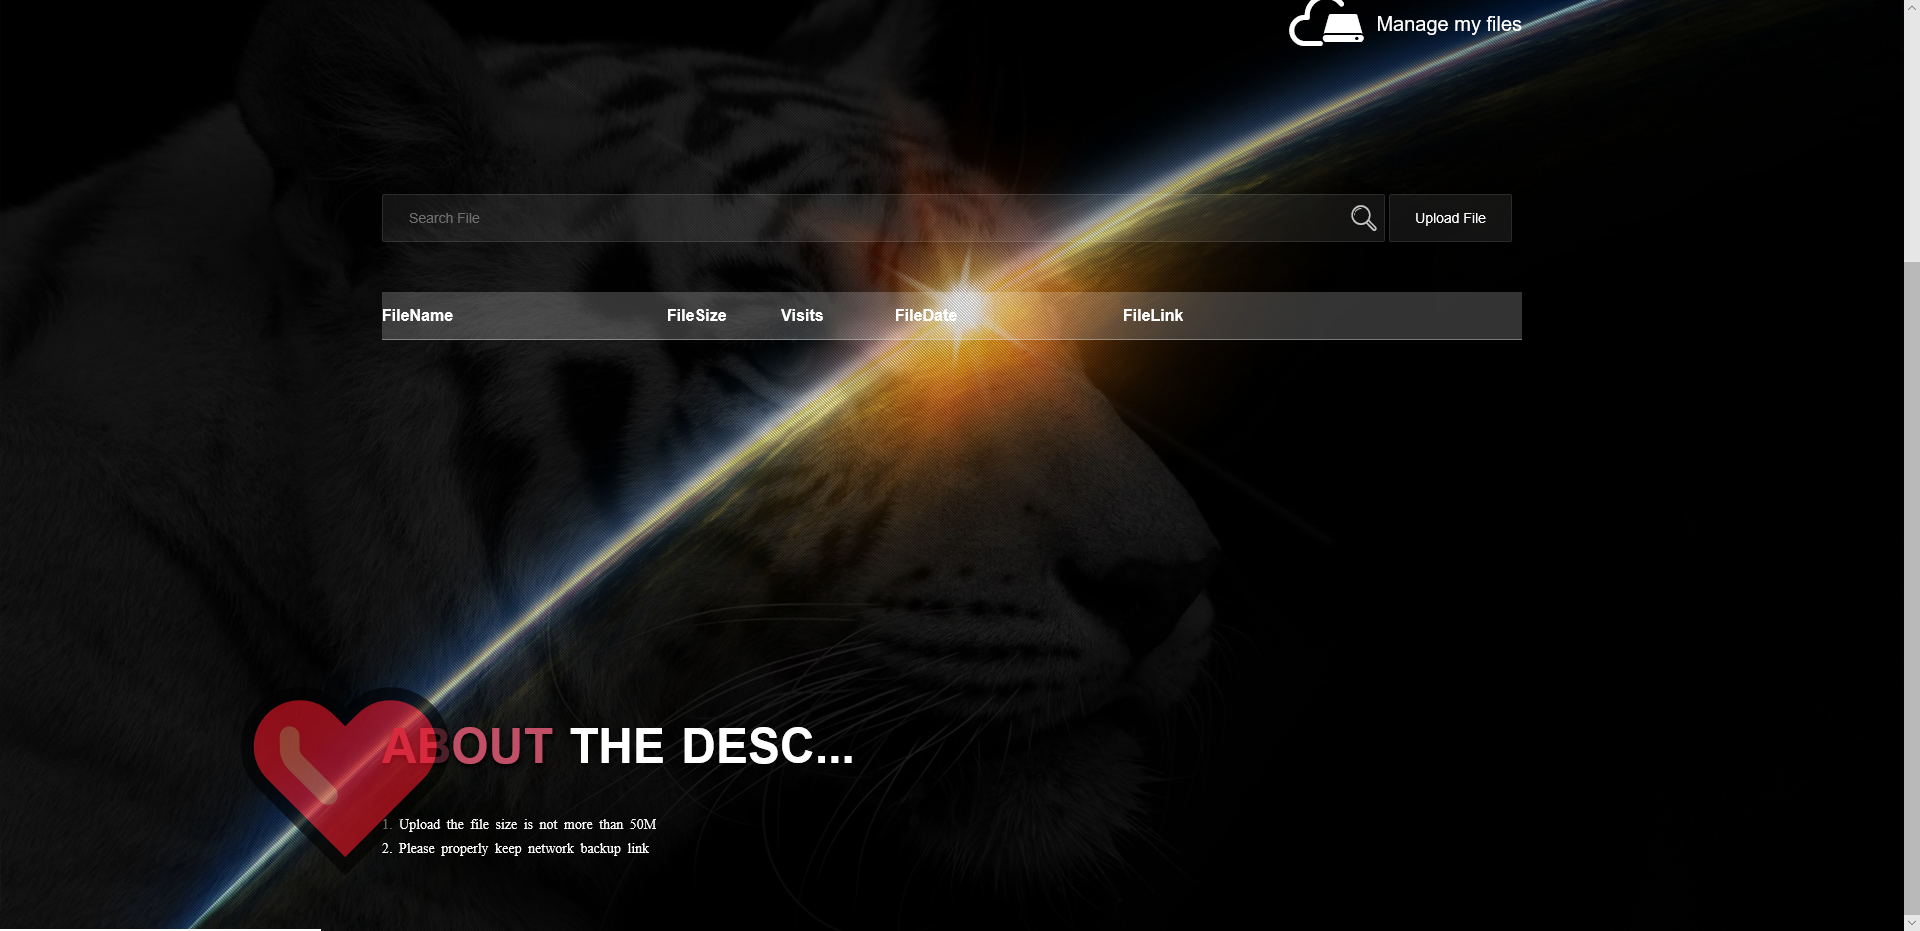 Manage my files
Search File
Upload File
FileName FileSize Visits FileDate FileLink
ABOUT THE DESC...
1. Upload the file size is not more than 50M
2. Please properly keep network backup link